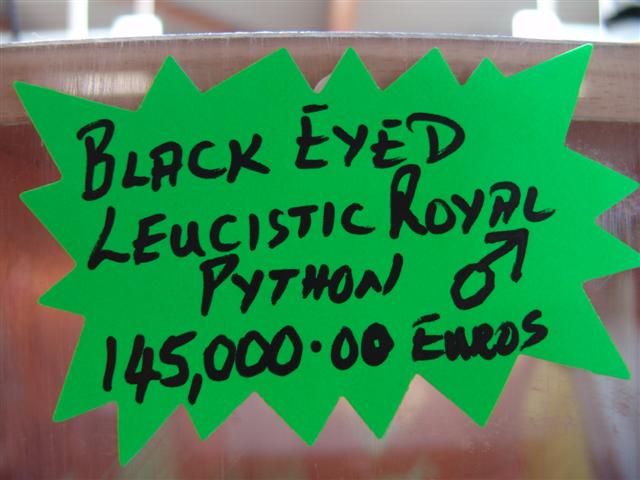 BLACK EYED
LEUCISTIC ROYAL
PYTHON ♂
145,000.00 EUROS